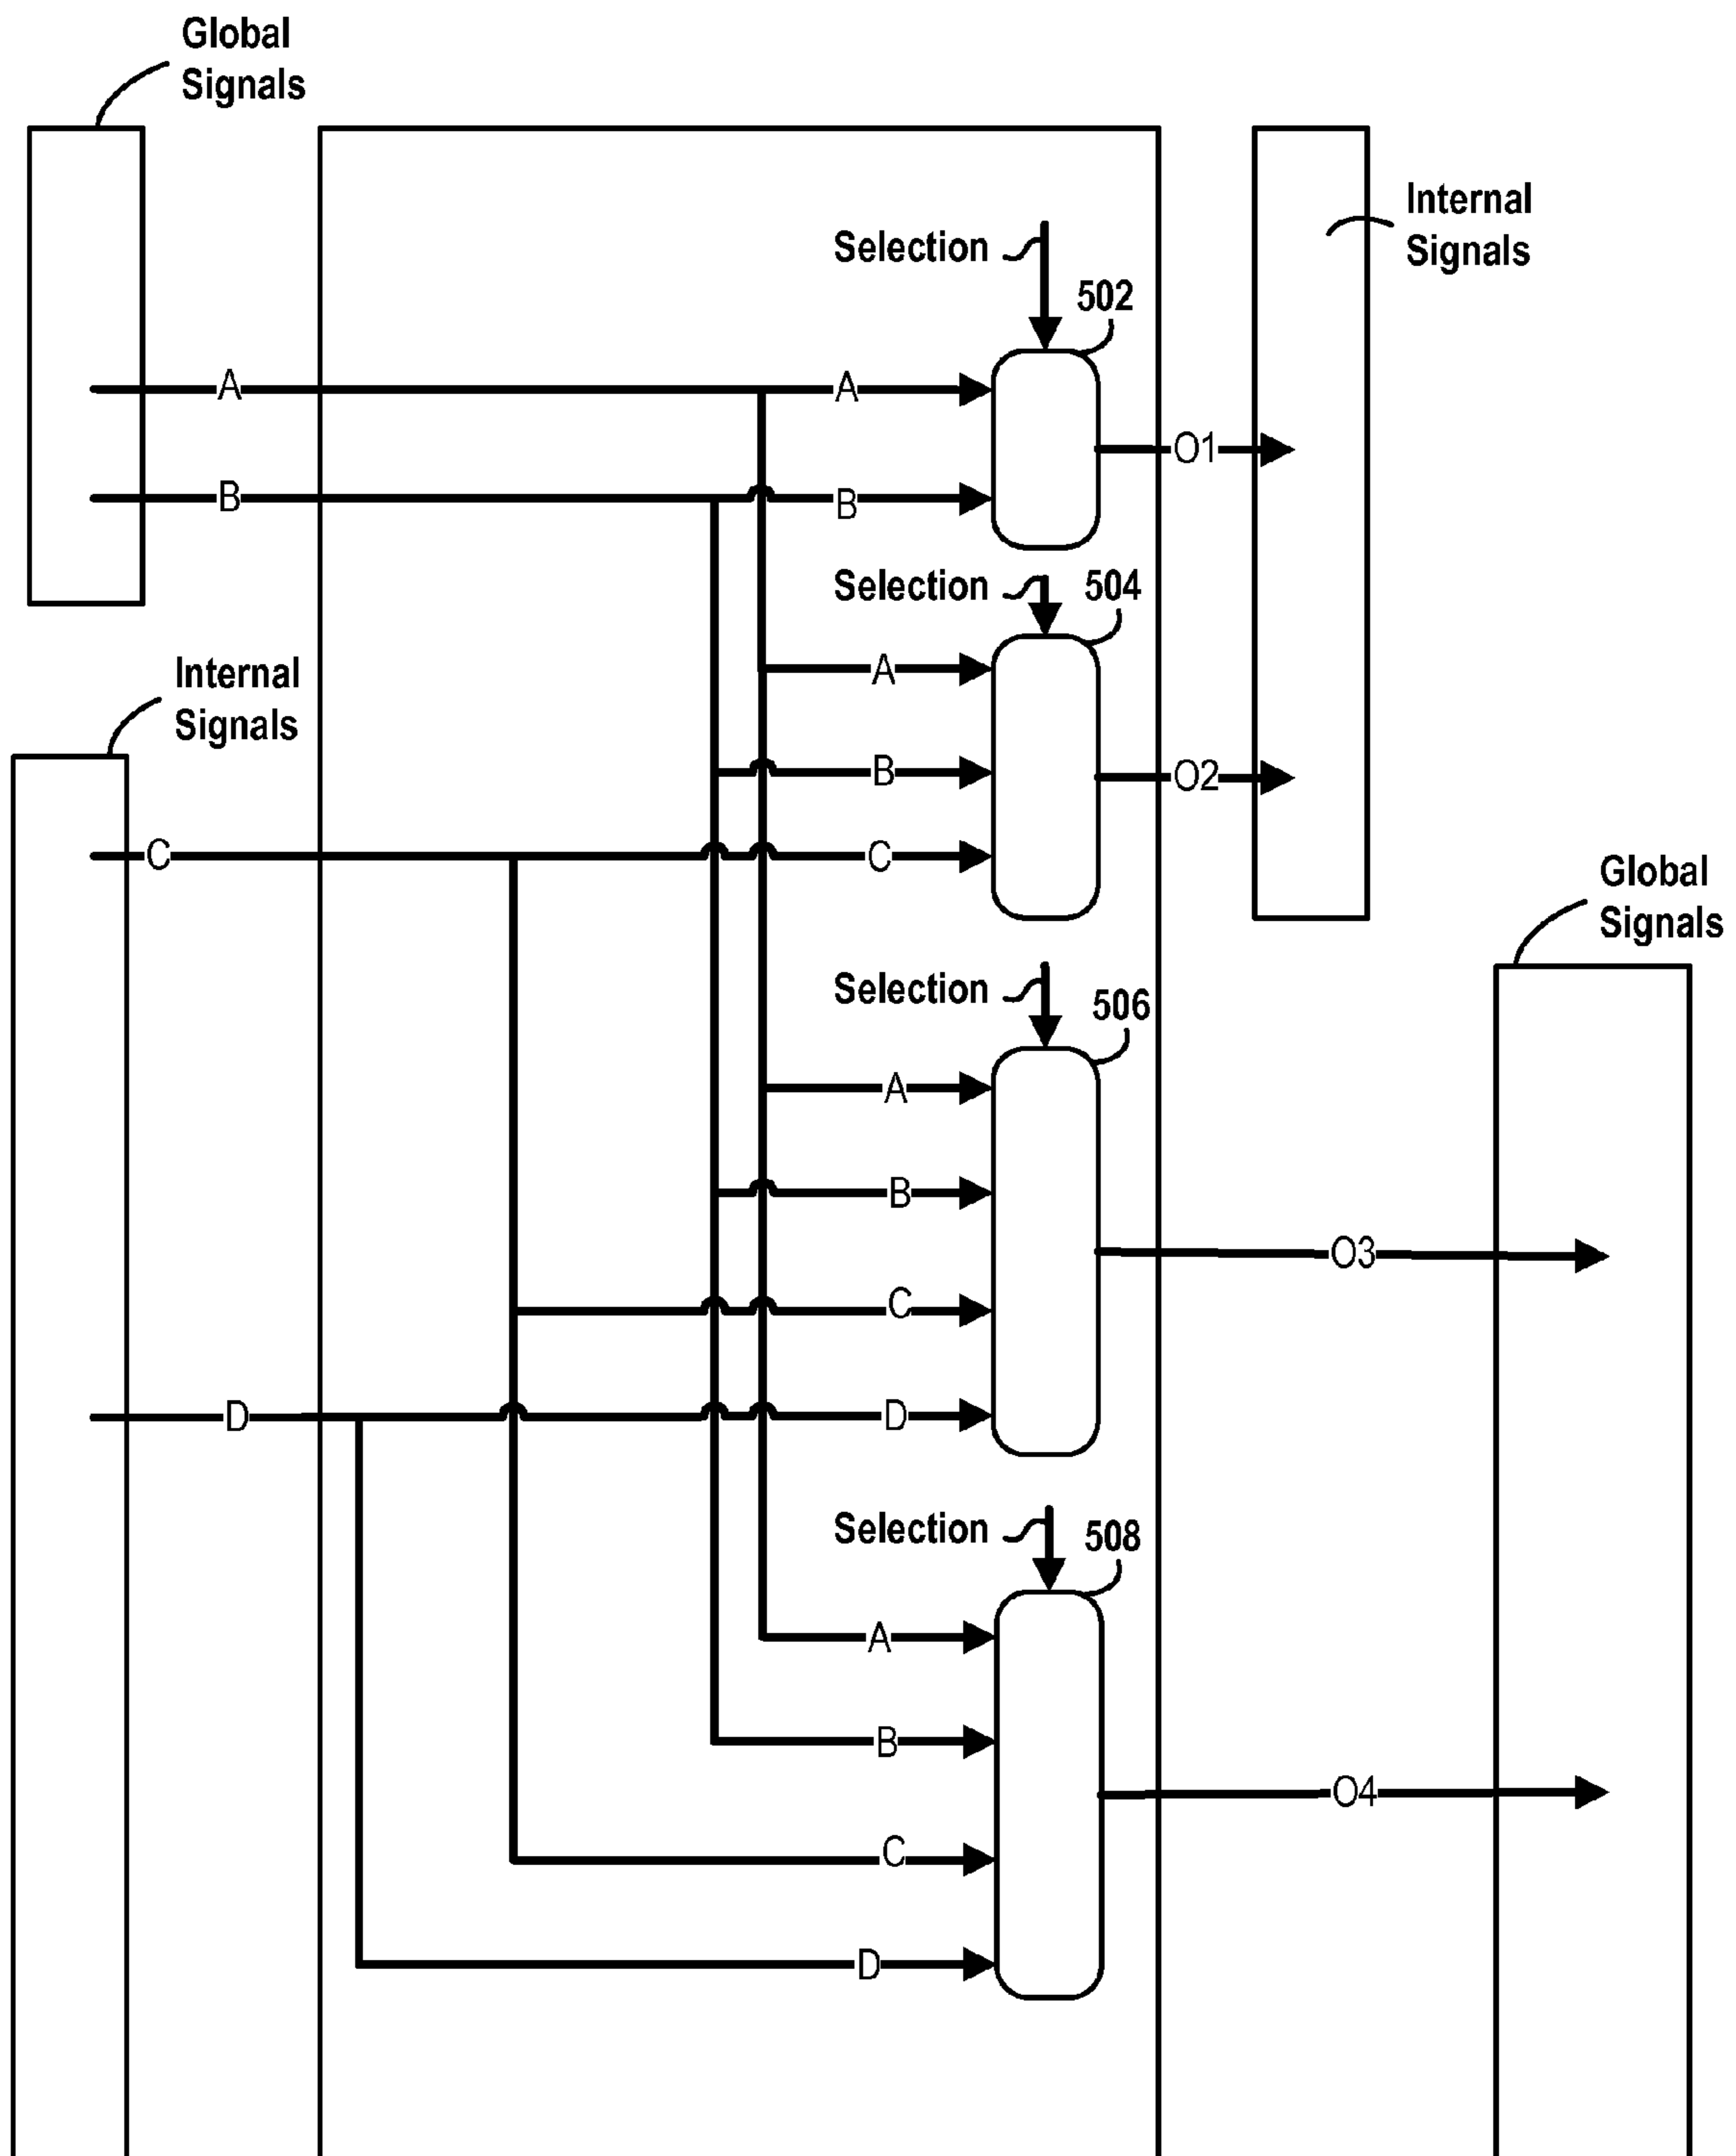 Global
Signals
Internal
Signals
Selection
502
A
A
O1
B
B
Selection
504
Internal
Signals
A
B
O2
C
C
Global
Signals
Selection
506
A
B
O3
C
D
D
Selection
508
A
B
O4
C
D